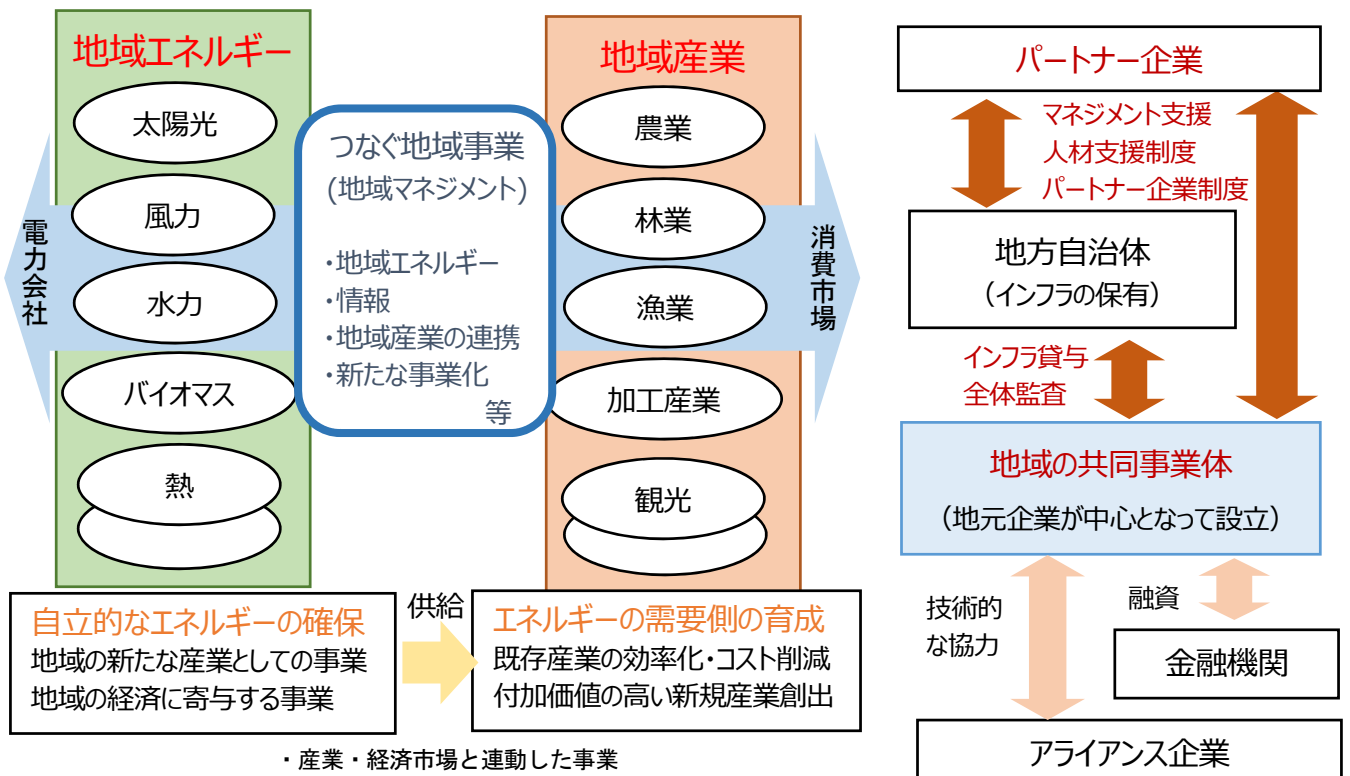 地域エネルギー
太陽光
風力
水力
バイオマス
熱
電力会社
つなぐ地域事業
(地域マネジメント)
・地域エネルギー
・情報
・地域産業の連携
・新たな事業化
等
地域産業
農業
林業
漁業
加工産業
観光
消費市場
自立的なエネルギーの確保
地域の新たな産業としての事業
地域の経済に寄与する事業
供給
エネルギーの需要側の育成
既存産業の効率化・コスト削減
付加価値の高い新規産業創出
・産業・経済市場と連動した事業
パートナー企業
マネジメント支援
人材支援制度
パートナー企業制度
地方自治体
（インフラの保有）
インフラ貸与
全体監査
地域の共同事業体
（地元企業が中心となって設立）
技術的
な協力
融資
金融機関
アライアンス企業